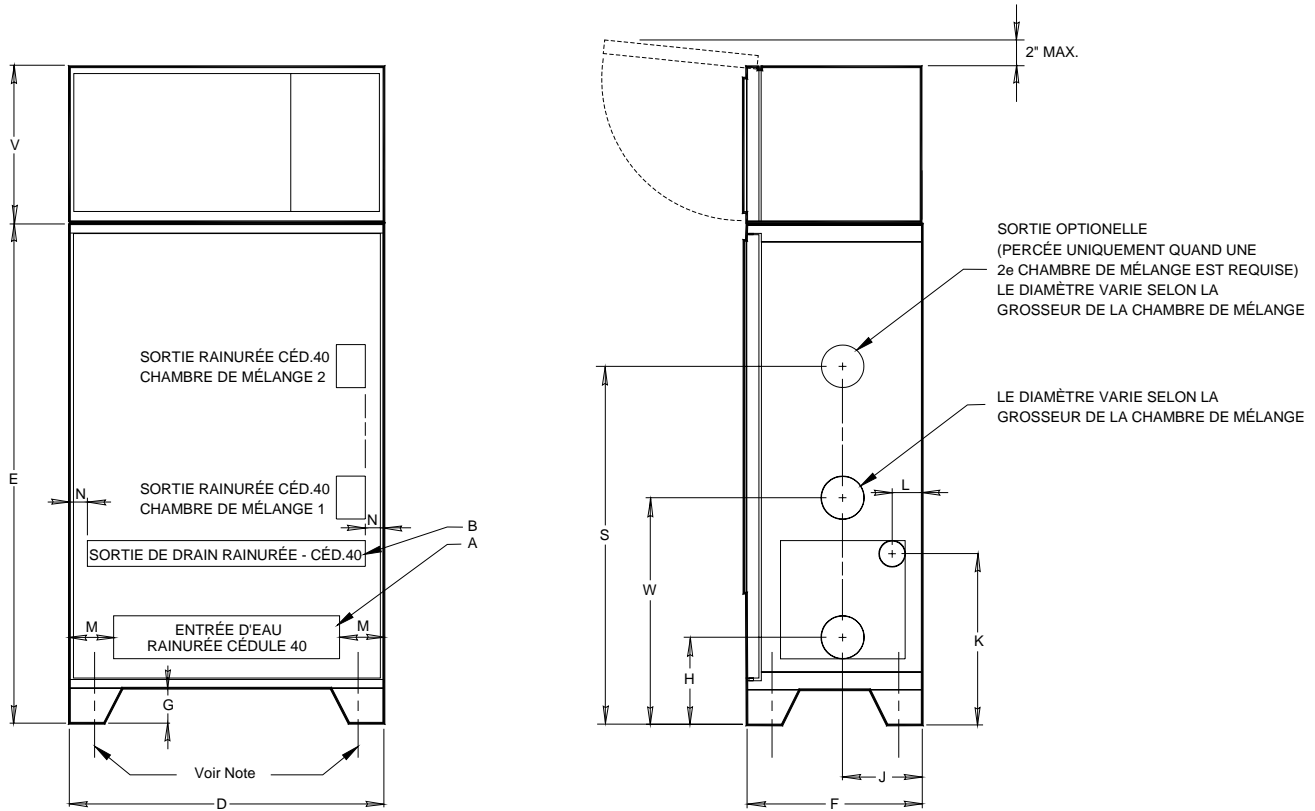 2" MAX.
V
SORTIE OPTIONELLE
(PERCÉE UNIQUEMENT QUAND UNE
2e CHAMBRE DE MÉLANGE EST REQUISE)
LE DIAMÈTRE VARIE SELON LA
GROSSEUR DE LA CHAMBRE DE MÉLANGE
SORTIE RAINURÉE CÉD.40
CHAMBRE DE MÉLANGE 2
LE DIAMÈTRE VARIE SELON LA
GROSSEUR DE LA CHAMBRE DE MÉLANGE
E
SORTIE RAINURÉE CÉD.40
CHAMBRE DE MÉLANGE 1
N
N
L
S
B
A
SORTIE DE DRAIN RAINURÉE - CÉD.40
W
M
ENTRÉE D'EAU
RAINURÉE CÉDULE 40
M
K
H
G
J
Voir Note
D
F